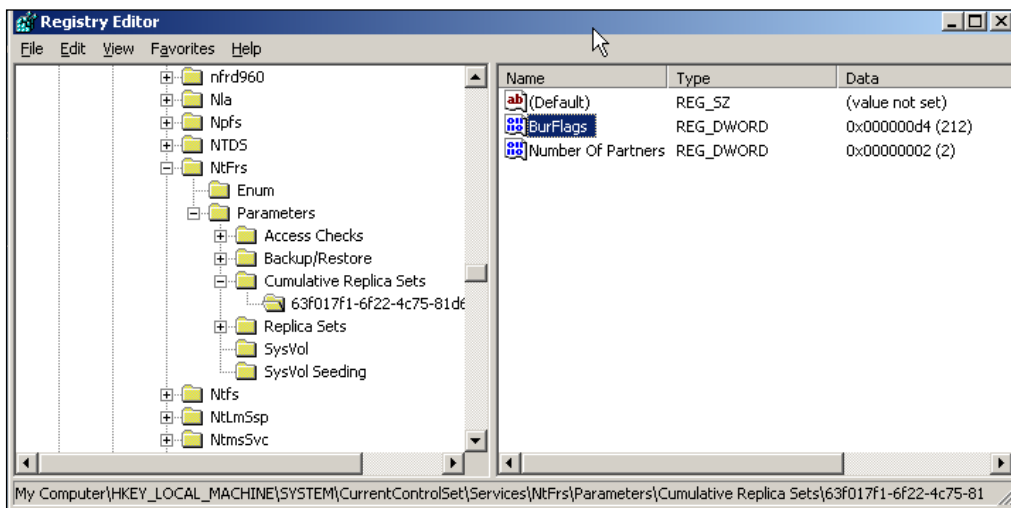 Registry Editor
File Edit View Favorites Help
nfrd960
Nla
Npfs
NTDS
NtFrs
Enum
Parameters
Access Checks
Backup/Restore
Cumulative Replica Sets
63f017f1-6f22-4c75-81d6
Replica Sets
SysVol
SysVol Seeding
Ntfs
NtLmSsp
NtmsSvc
Name Type Data
(Default) REG_SZ (value not set)
BurFlags REG_DWORD 0x000000d4 (212)
Number Of Partners REG_DWORD 0x00000002 (2)
My Computer\HKEY_LOCAL_MACHINE\SYSTEM\CurrentControlSet\Services\NtFrs\Parameters\Cumulative Replica Sets\63f017f1-6f22-4c75-81